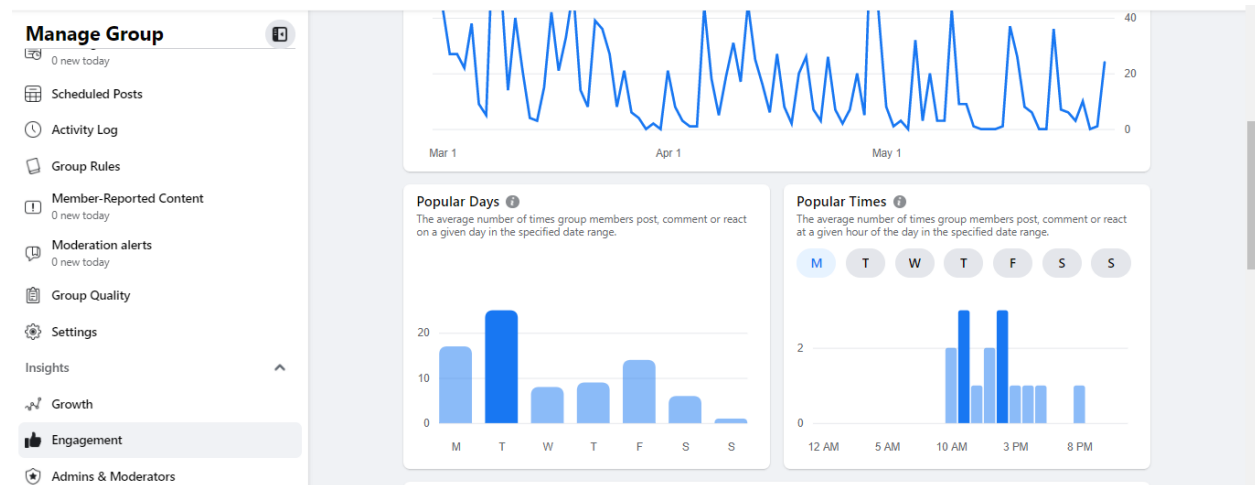 Manage Group
0 new today
Scheduled Posts
Activity Log
Group Rules
Member-Reported Content
0 new today
Moderation alerts
0 new today
Group Quality
Settings
Insights
Growth
Engagement
Admins & Moderators
40
20
0
Mar 1 Apr 1 May 1
Popular Days
The average number of times group members post, comment or react
on a given day in the specified date range.
20
10
0
M T W T F S S
Popular Times
The average number of times group members post, comment or react
at a given hour of the day in the specified date range.
M T W T F S S
2
0
12 AM 5 AM 10 AM 3 PM 8 PM